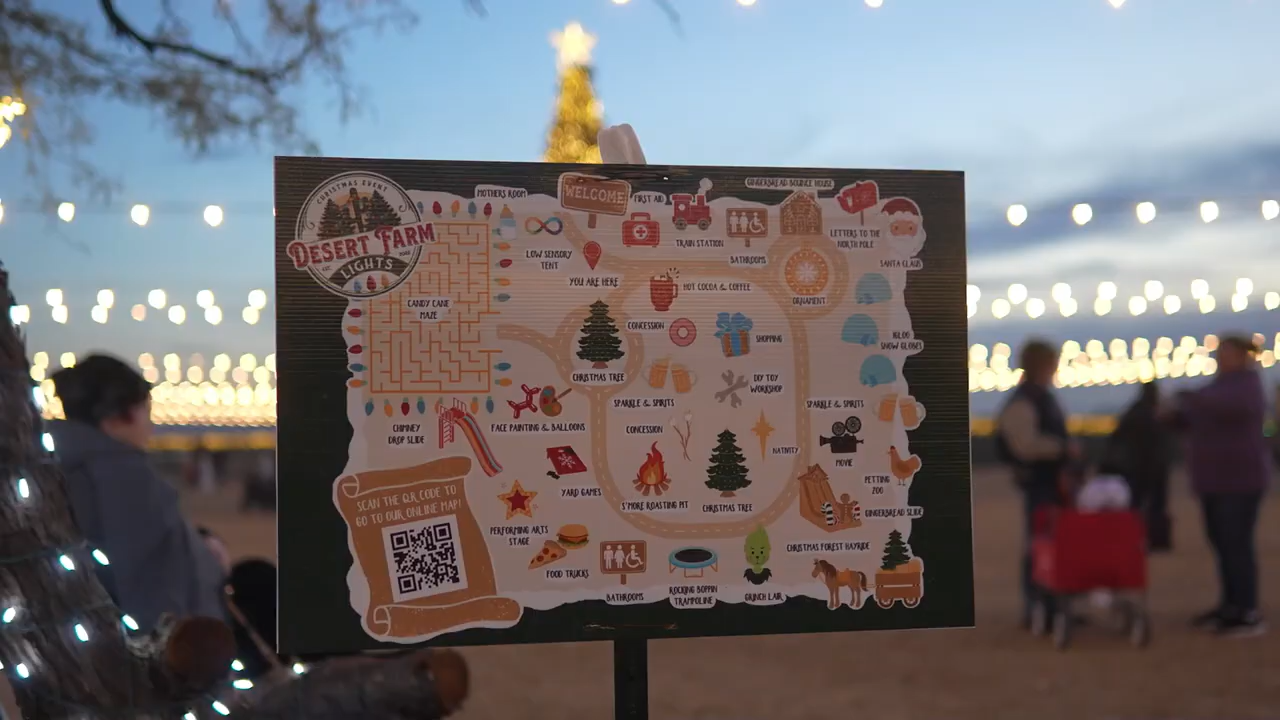 CHRISTMAS EVENT
DESERT FARM
LIGHTS
MOTHERS ROOM
WELCOME
FIRST AID
TRAIN STATION
BATHROOMS
GINGERBREAD BOUNCE HOUSE
LETTERS TO THE
NORTH POLE
SANTA CLAUS
LOW SENSORY
TENT
YOU ARE HERE
HOT COCOA & COFFEE
ORNAMENT
CANDY CANE
MAZE
CONCESSION
SHOPPING
IGLOO
SNOW GLOBES
CHRISTMAS TREE
DIY TOY
WORKSHOP
SPARKLE & SPIRITS
SPARKLE & SPIRITS
CHIMNEY
DROP SLIDE
FACE PAINTING & BALLOONS
CONCESSION
NATIVITY
MOVIE
PETTING
ZOO
YARD GAMES
S'MORE ROASTING PIT
CHRISTMAS TREE
GINGERBREAD SLIDE
SCAN THE Q.R. CODE TO
GO TO OUR ONLINE MAP!
PERFORMING ARTS
STAGE
FOOD TRUCKS
BATHROOMS
ROCKING BOPPIN
TRAMPOLINE
GRINCH LAIR
CHRISTMAS FOREST HAYRIDE